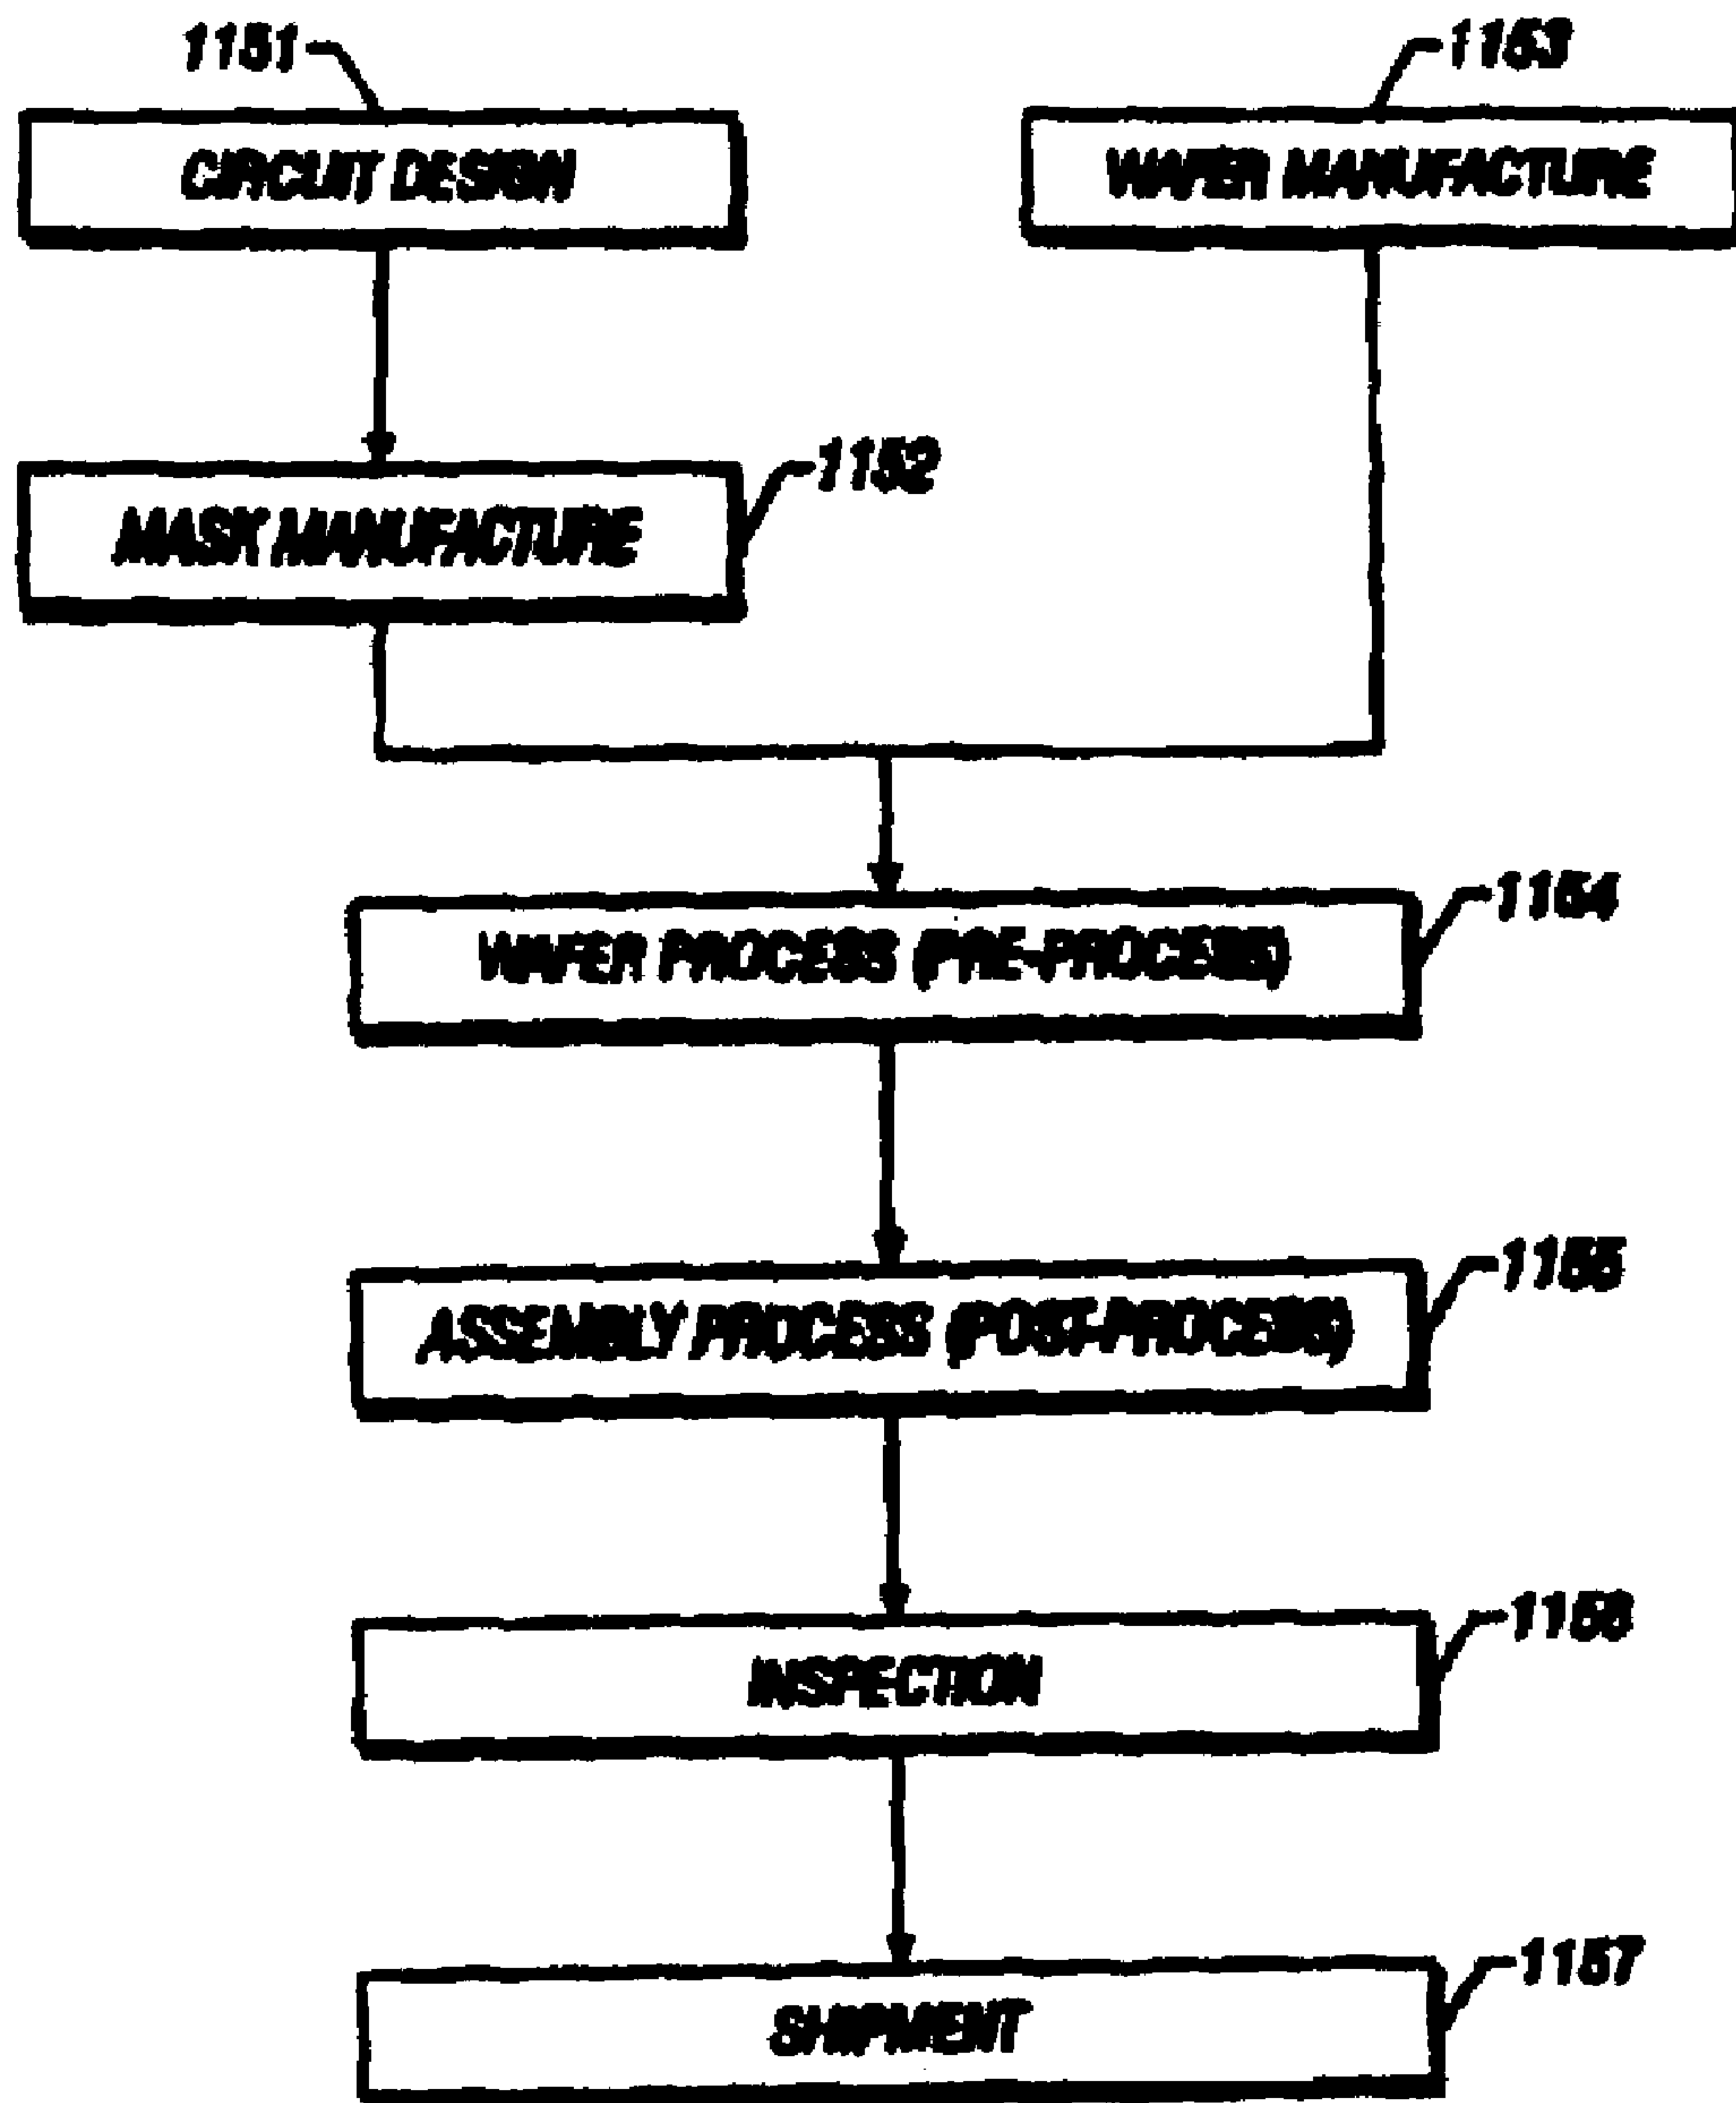 1151
1153
CIRCUIT DESIGN
WAFER MANUFACTURE
1152
MASK MANUFACTURE
1154
WAFER PROCESS (PRE-PROCESS)
1155
ASSEMBLY PROCESS (POST-PROCESS)
1156
INSPECTION
1157
SHIPMENT